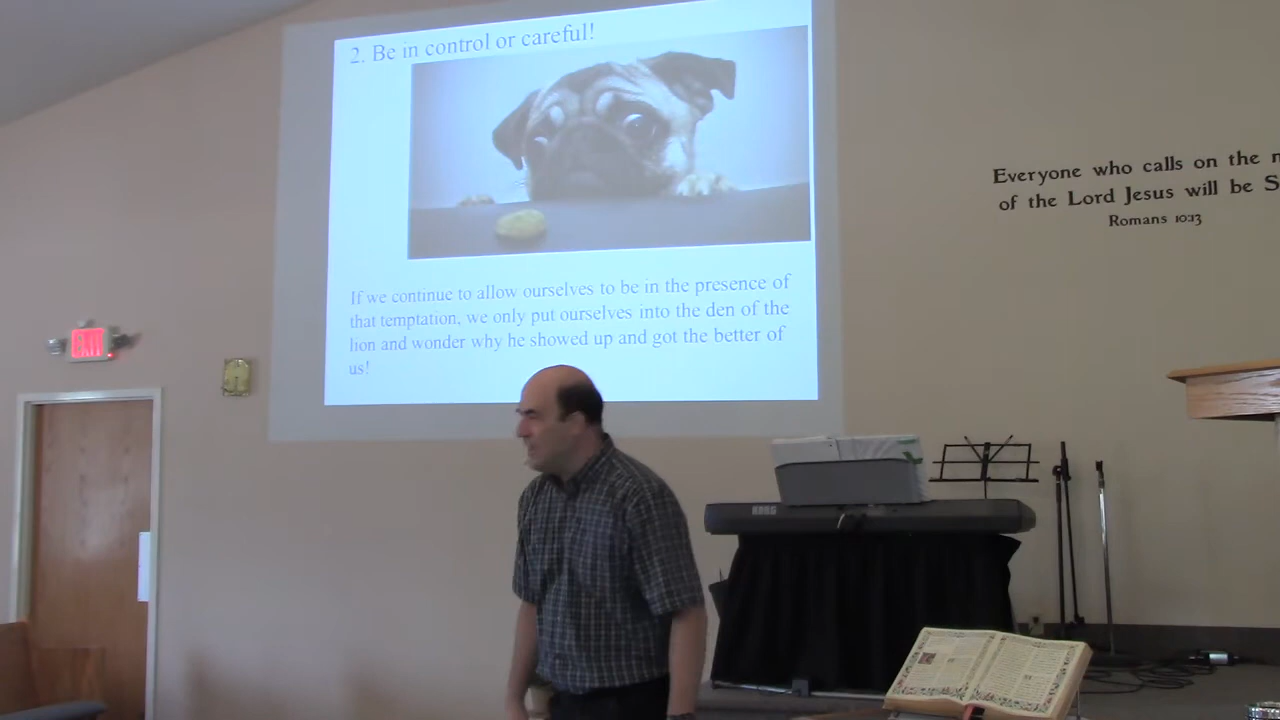 2. Be in control or careful!
If we continue to allow ourselves to be in the presence of
that temptation, we only put ourselves into the den of the
lion and wonder why he showed up and got the better of
us!
Everyone who calls on the
of the Lord Jesus will be
Romans 10:13
EXIT
KORG